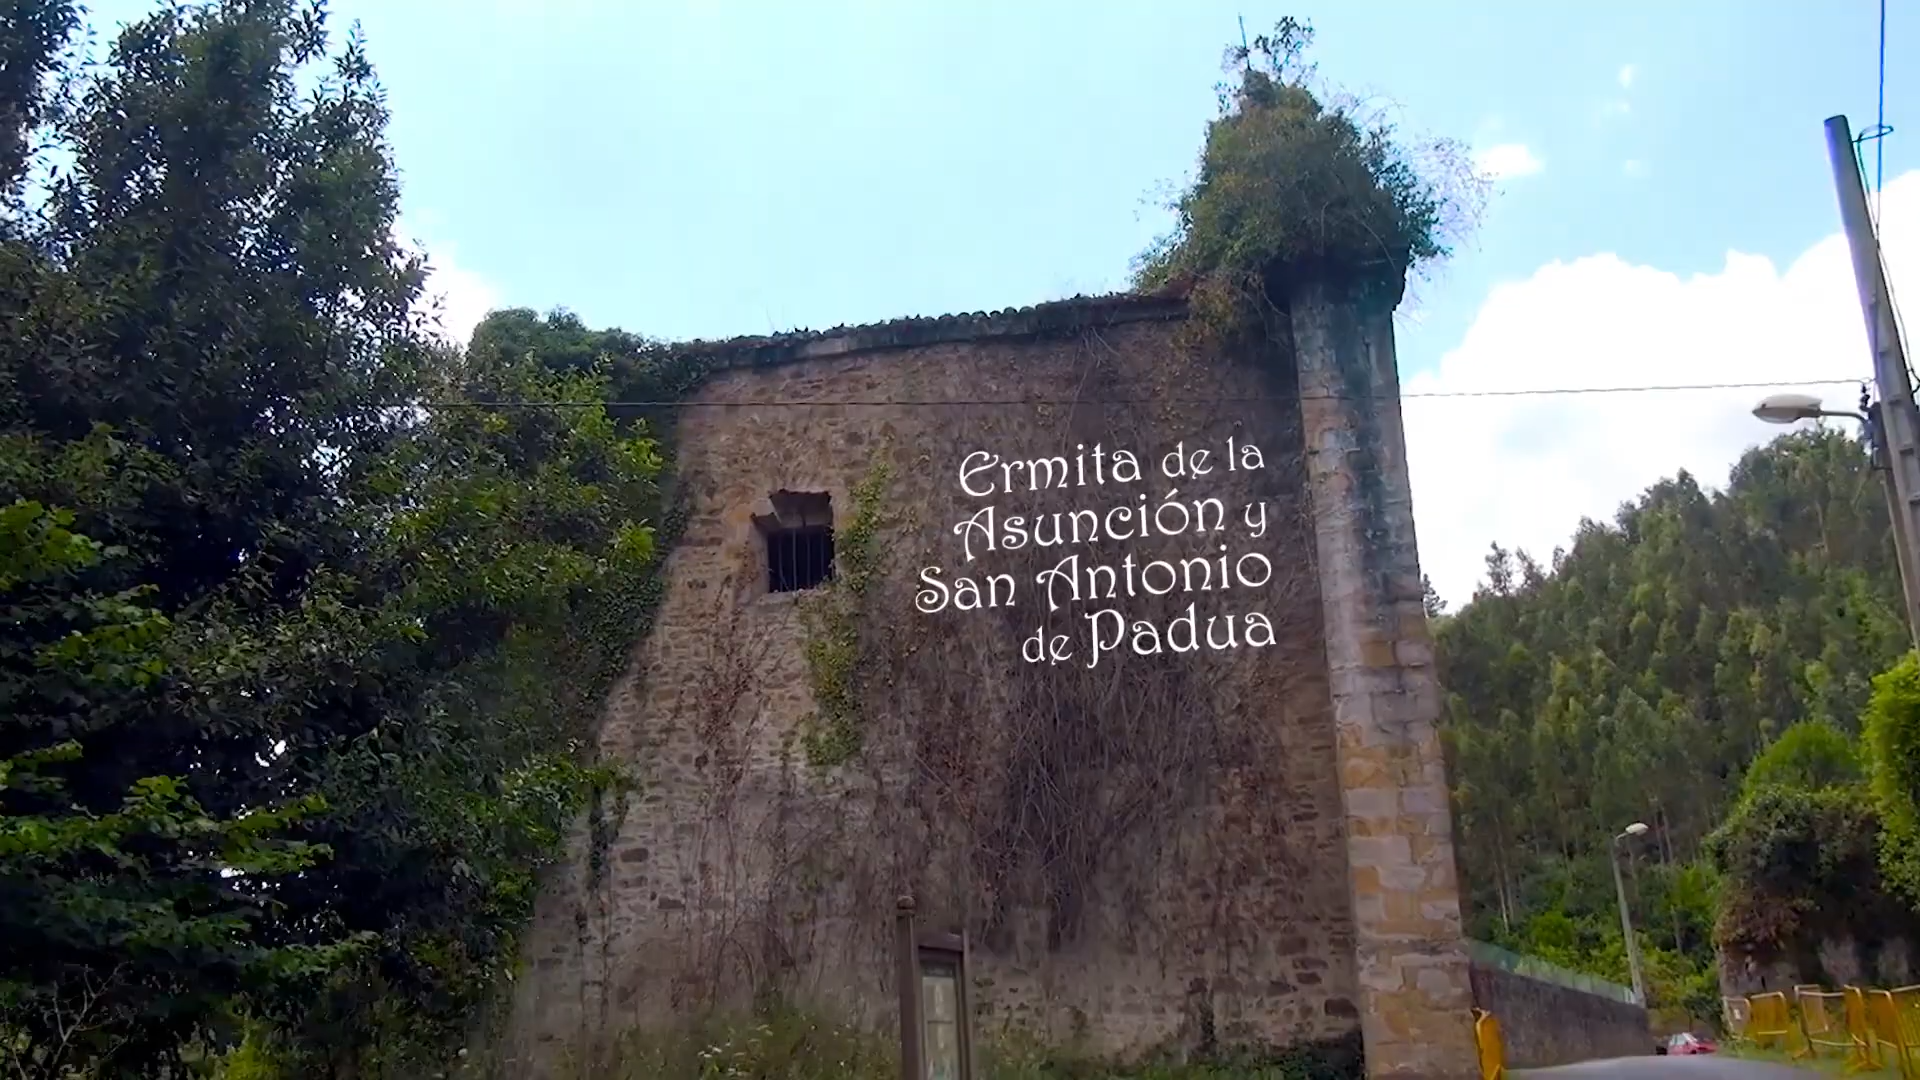 Ermita de la
Asunción y
San Antonio
de Padua